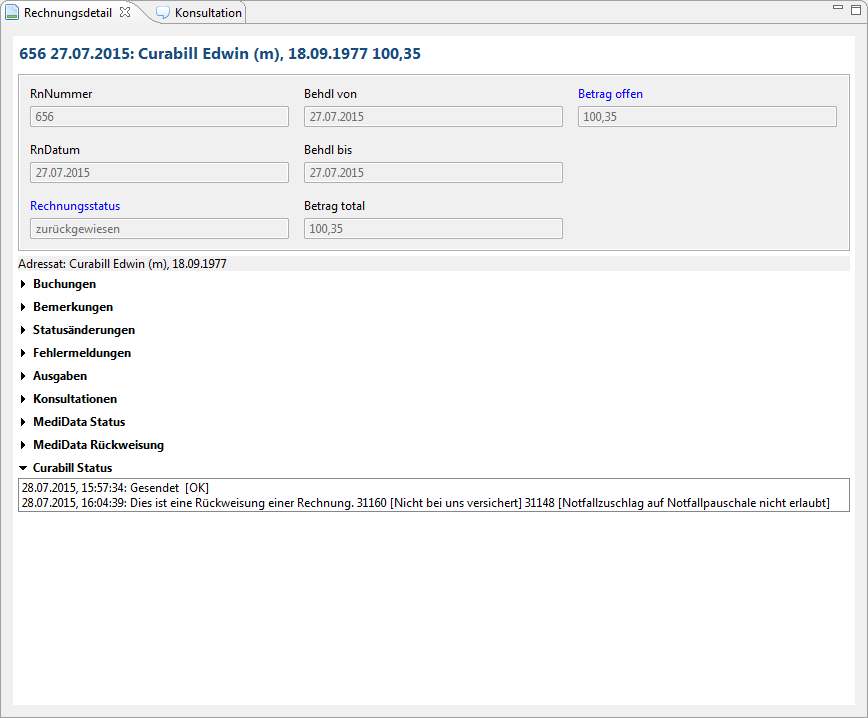 Rechnungsdetail
Konsultation
656 27.07.2015: Curabill Edwin (m), 18.09.1977 100,35
RnNummer Behdl von Betrag offen
656 27.07.2015 100,35
RnDatum Behdl bis
27.07.2015 27.07.2015
Rechnungsstatus Betrag total
zurückgewiesen 100,35
Adressat: Curabill Edwin (m), 18.09.1977
Buchungen
Bemerkungen
Statusänderungen
Fehlermeldungen
Ausgaben
Konsultationen
MediData Status
MediData Rückweisung
Curabill Status
28.07.2015, 15:57:34: Gesendet [OK]
28.07.2015, 16:04:39: Dies ist eine Rückweisung einer Rechnung. 31160 [Nicht bei uns versichert] 31148 [Notfallzuschlag auf Notfallpauschale nicht erlaubt]